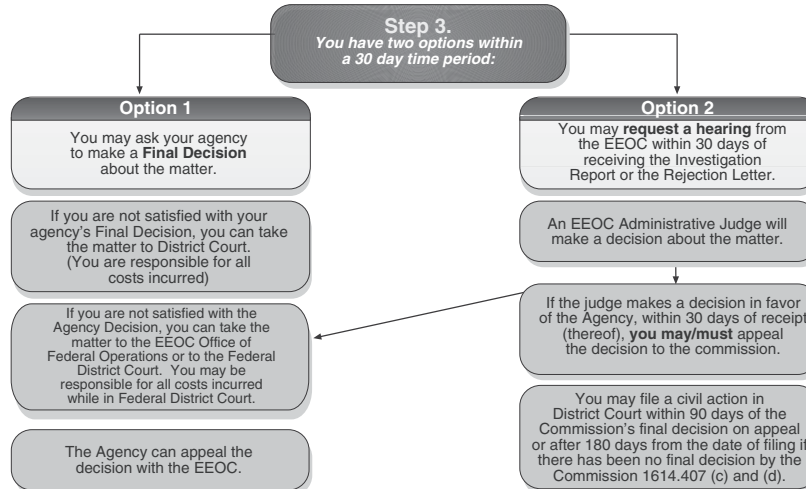 Step 3.
You have two options within
a 30 day time period:
Option 1
You may ask your agency
to make a Final Decision
about the matter.
If you are not satisfied with your
agency's Final Decision, you can take
the matter to District Court.
(You are responsible for all
costs incurred)
If you are not satisfied with the
Agency Decision, you can take the
matter to the EEOC Office of
Federal Operations or to the Federal
District Court. You may be
responsible for all costs incurred
while in Federal District Court.
The Agency can appeal the
decision with the EEOC.
Option 2
You may request a hearing from
the EEOC within 30 days of
receiving the Investigation
Report or the Rejection Letter.
An EEOC Administrative Judge will
make a decision about the matter.
If the judge makes a decision in favor
of the Agency, within 30 days of receipt
(thereof), you may/must appeal
the decision to the commission.
You may file a civil action in
District Court within 90 days of the
Commission's final decision on appeal
or after 180 days from the date of filing if
there has been no final decision by the
Commission 1614.407 (c) and (d).